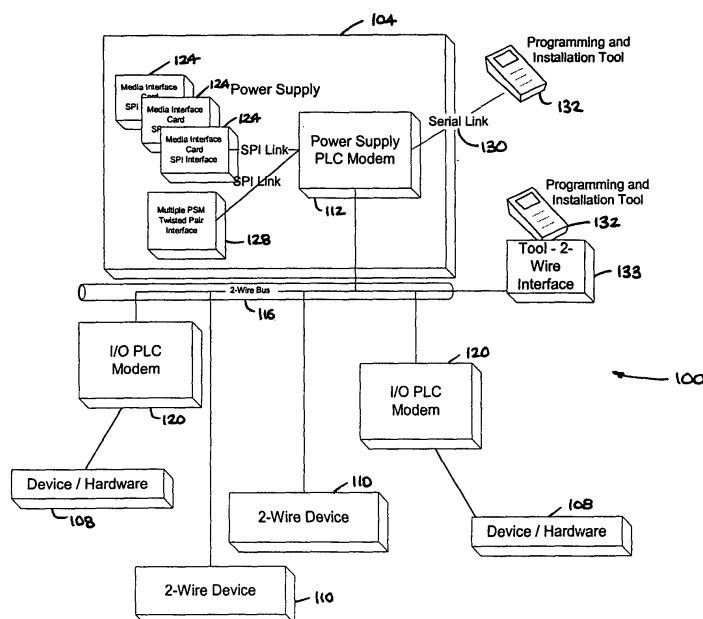 104
Programming and
Installation Tool
132
124
Media Interface
Card
SPI
124
Power Supply
Media Interface
Card
SP
124
Media Interface
Card
SPI Interface
SPI Link
SPI Link
Serial Link
130
Power Supply
PLC Modem
112
Multiple PSM
Twisted Pair
Interface
128
Programming and
Installation Tool
132
Tool - 2-
Wire
Interface
133
2-Wire Bus
116
I/O PLC
Modem
120
120
I/O PLC
Modem
100
Device / Hardware
108
110
2-Wire Device
108
Device / Hardware
2-Wire Device
110